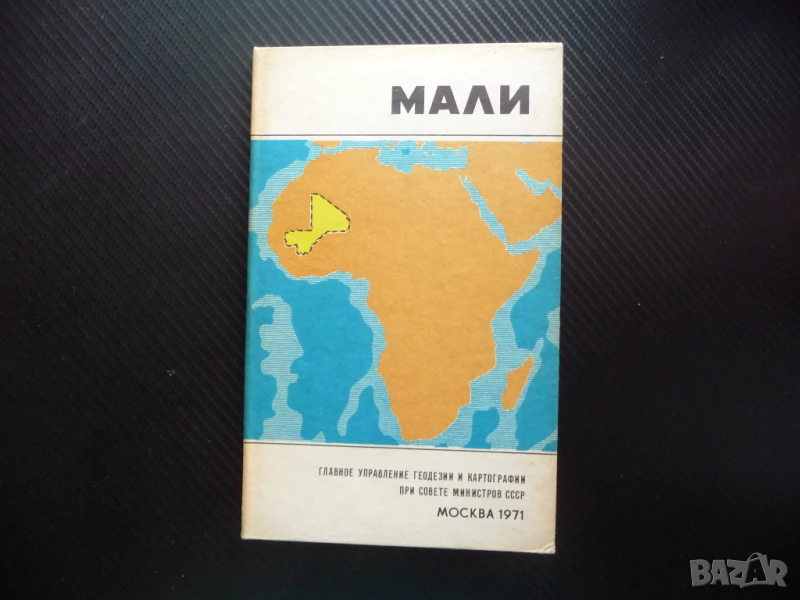 МАЛИ
ГЛАВНОЕ УПРАВЛЕНИЕ ГЕОДЕЗИИ И КАРТОГРАФИИ
ПРИ СОВЕТЕ МИНИСТРОВ СССР
МОСКВА 1971
BAZAR